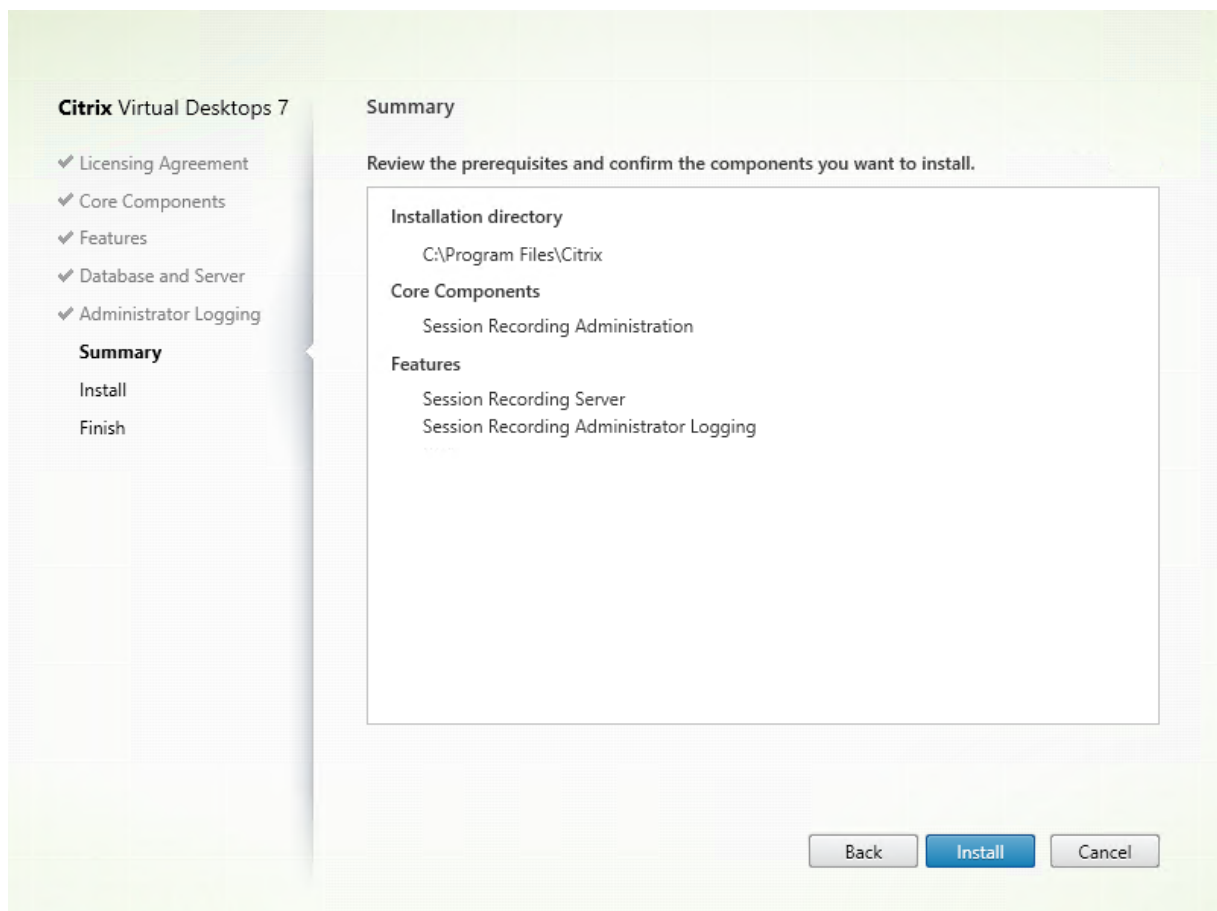 Citrix Virtual Desktops 7
✔ Licensing Agreement
✔ Core Components
✔ Features
✔ Database and Server
✔ Administrator Logging
Summary
Install
Finish
Summary
Review the prerequisites and confirm the components you want to install.
Installation directory
C:\Program Files\Citrix
Core Components
Session Recording Administration
Features
Session Recording Server
Session Recording Administrator Logging
Back
Install
Cancel